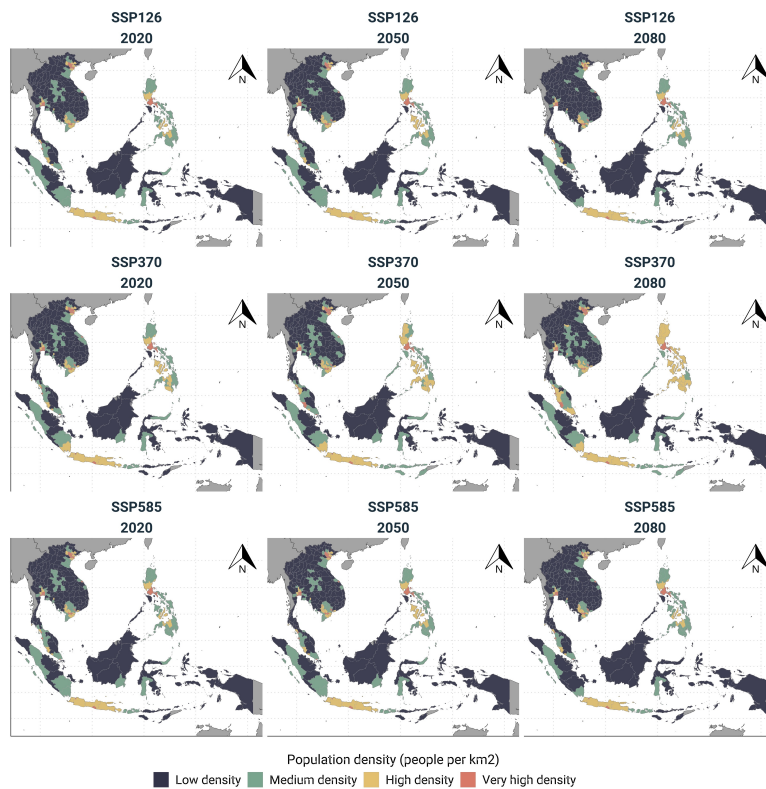 SSP126
2020
N
SSP126
2050
N
SSP126
2080
N
SSP370
2020
N
SSP370
2050
N
SSP370
2080
N
SSP585
2020
N
SSP585
2050
N
SSP585
2080
N
Population density (people per km2)
Low density
Medium density
High density
Very high density